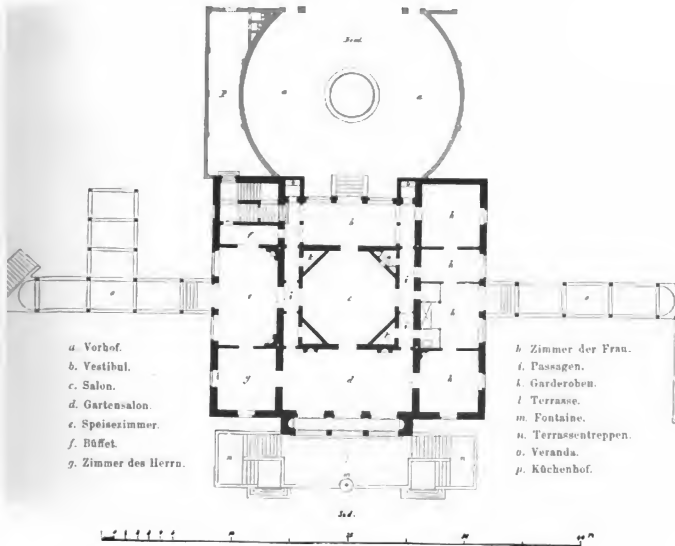 Nord.
a
a
p
b
h
f
k
h
e
i
c
i
h
k
g
d
h
n
m
n
Süd.
a Vorhof.
b. Vestibul.
c. Salon.
d. Gartensalon.
e. Speisezimmer.
f. Büffet.
g. Zimmer des Herrn.
h Zimmer der Frau.
i. Passagen.
k. Garderoben.
l Terrasse.
m. Fontaine.
n. Terrassentreppen.
o. Veranda.
p. Küchenhof.